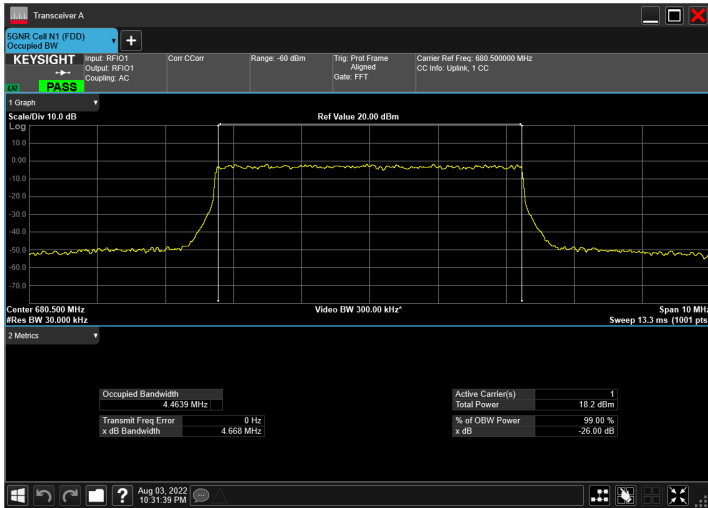 Transceiver A
5GNR Cell N1 (FDD)
Occupied BW
KEYSIGHT
LXI
PASS
Input: RFIO1
Output: RFIO1
Coupling: AC
Corr CCorr
Range: -60 dBm
Trig: Prot Frame
Aligned
Gate: FFT
Carrier Ref Freq: 680.500000 MHz
CC Info: Uplink, 1 CC
1 Graph
Scale/Div 10.0 dB
Ref Value 20.00 dBm
Log
10.0
0.00
-10.0
-20.0
-30.0
-40.0
-50.0
-60.0
-70.0
Center 680.500 MHz
Video BW 300.00 kHz*
Span 10 MHz
#Res BW 30.000 kHz
Sweep 13.3 ms (1001 pts
2 Metrics
Occupied Bandwidth
4.4639 MHz
Transmit Freq Error 0 Hz
x dB Bandwidth 4.668 MHz
Active Carrier(s) 1
Total Power 18.2 dBm
% of OBW Power 99.00 %
x dB -26.00 dB
Aug 03, 2022
10:31:39 PM